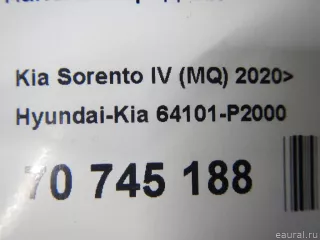 Kia Sorento IV (MQ) 2020>
Hyundai-Kia 64101-P2000
70 745 188
eaural.ru